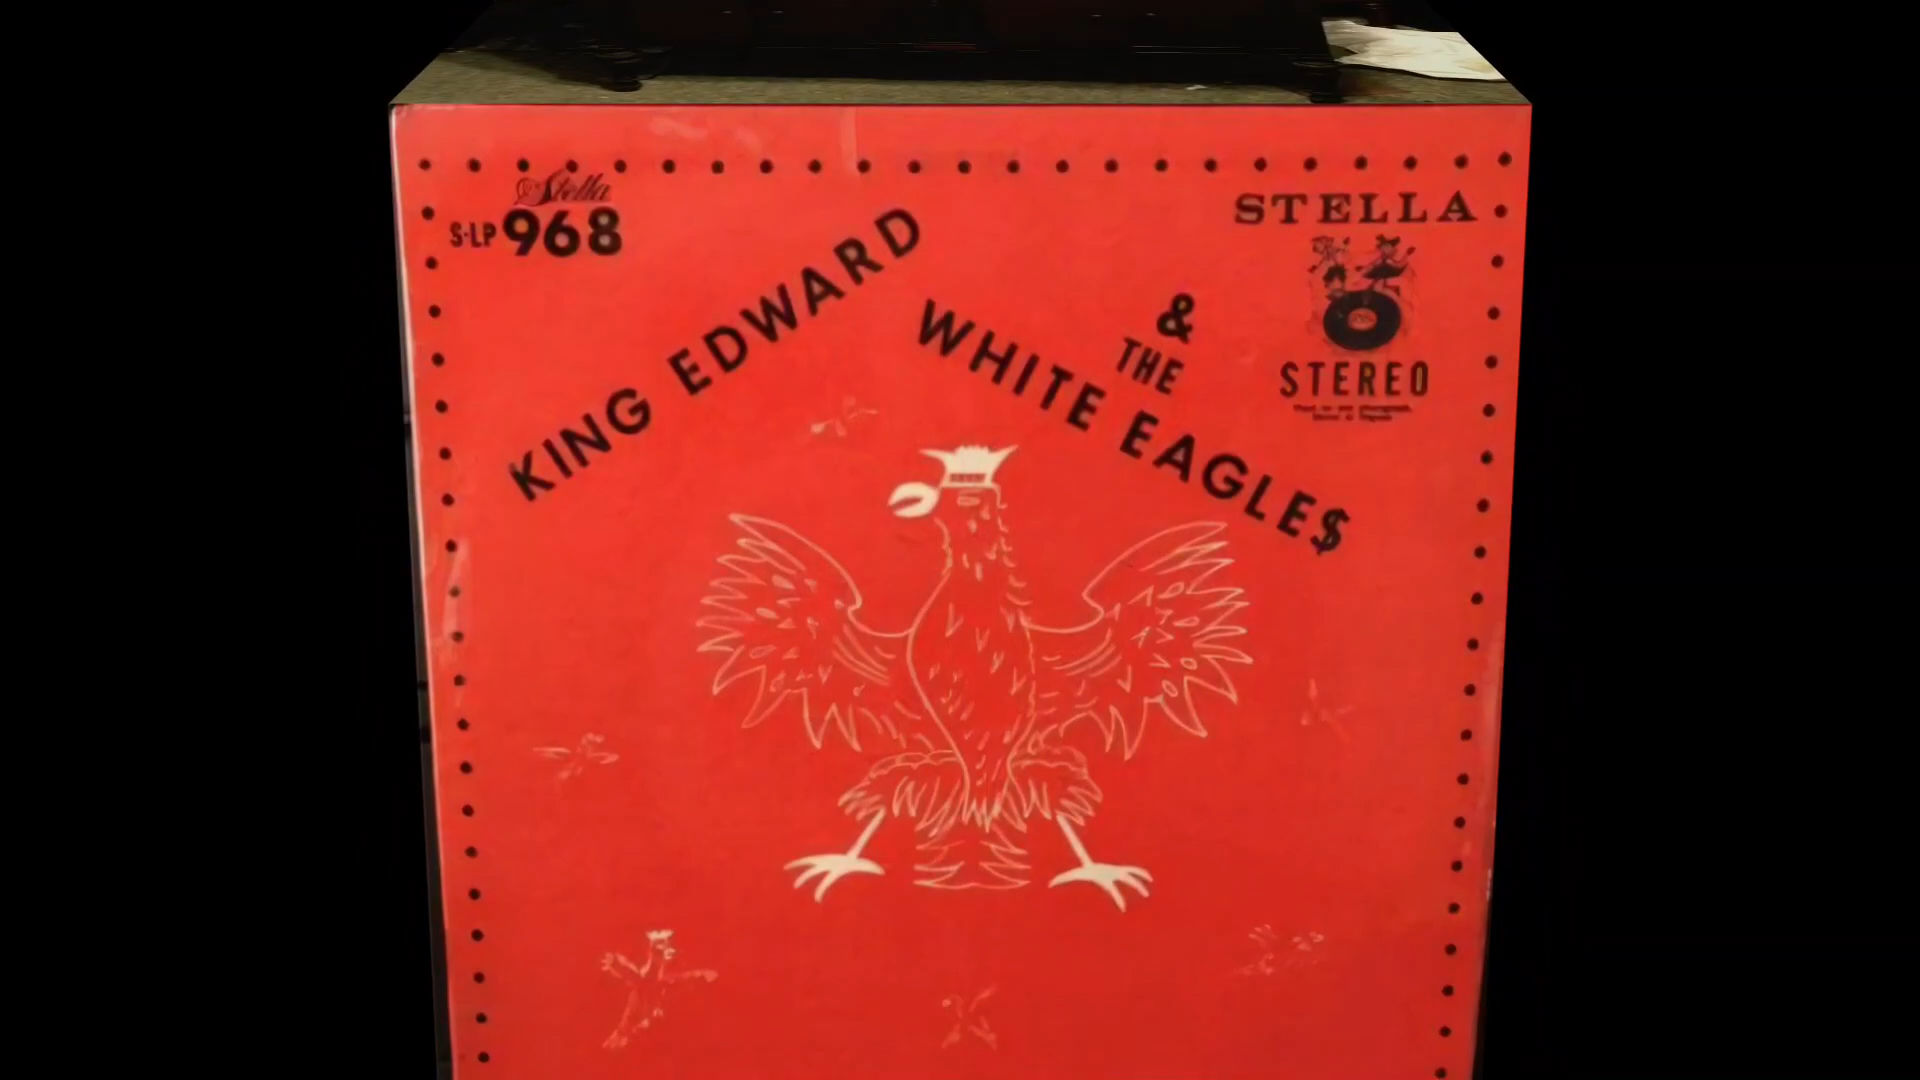 Stella
S-LP 968
STELLA
KING EDWARD
&
THE
WHITE EAGLE$
STEREO